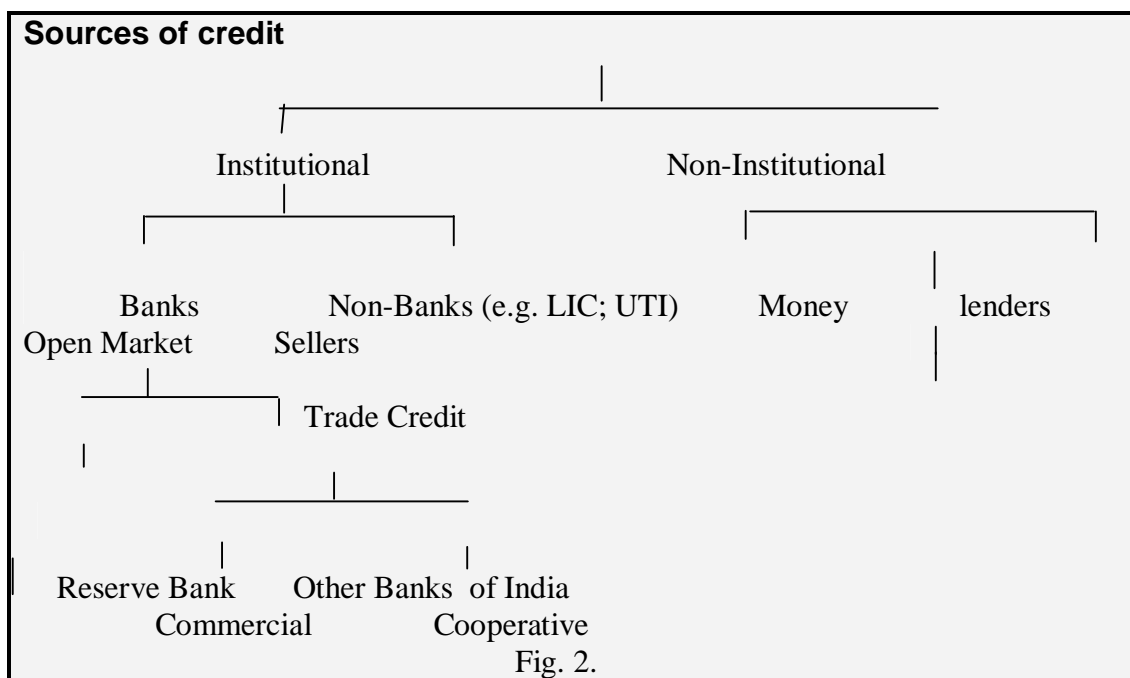 Sources of credit
Institutional Non-Institutional
Banks Non-Banks (e.g. LIC; UTI) Money lenders
Open Market Sellers
Trade Credit
Reserve Bank Other Banks of India
Commercial Cooperative
Fig. 2.